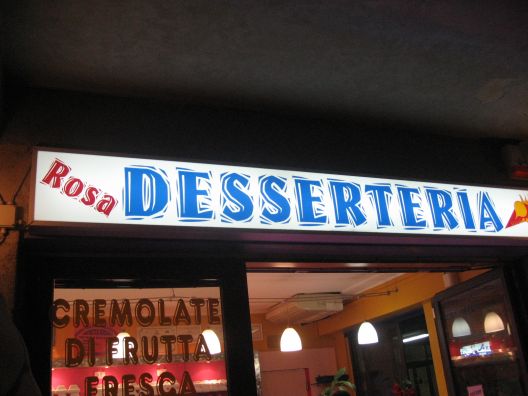 Rosa DESSERTERIA
CREMOLATE
DI FRUTTA
FRESCA